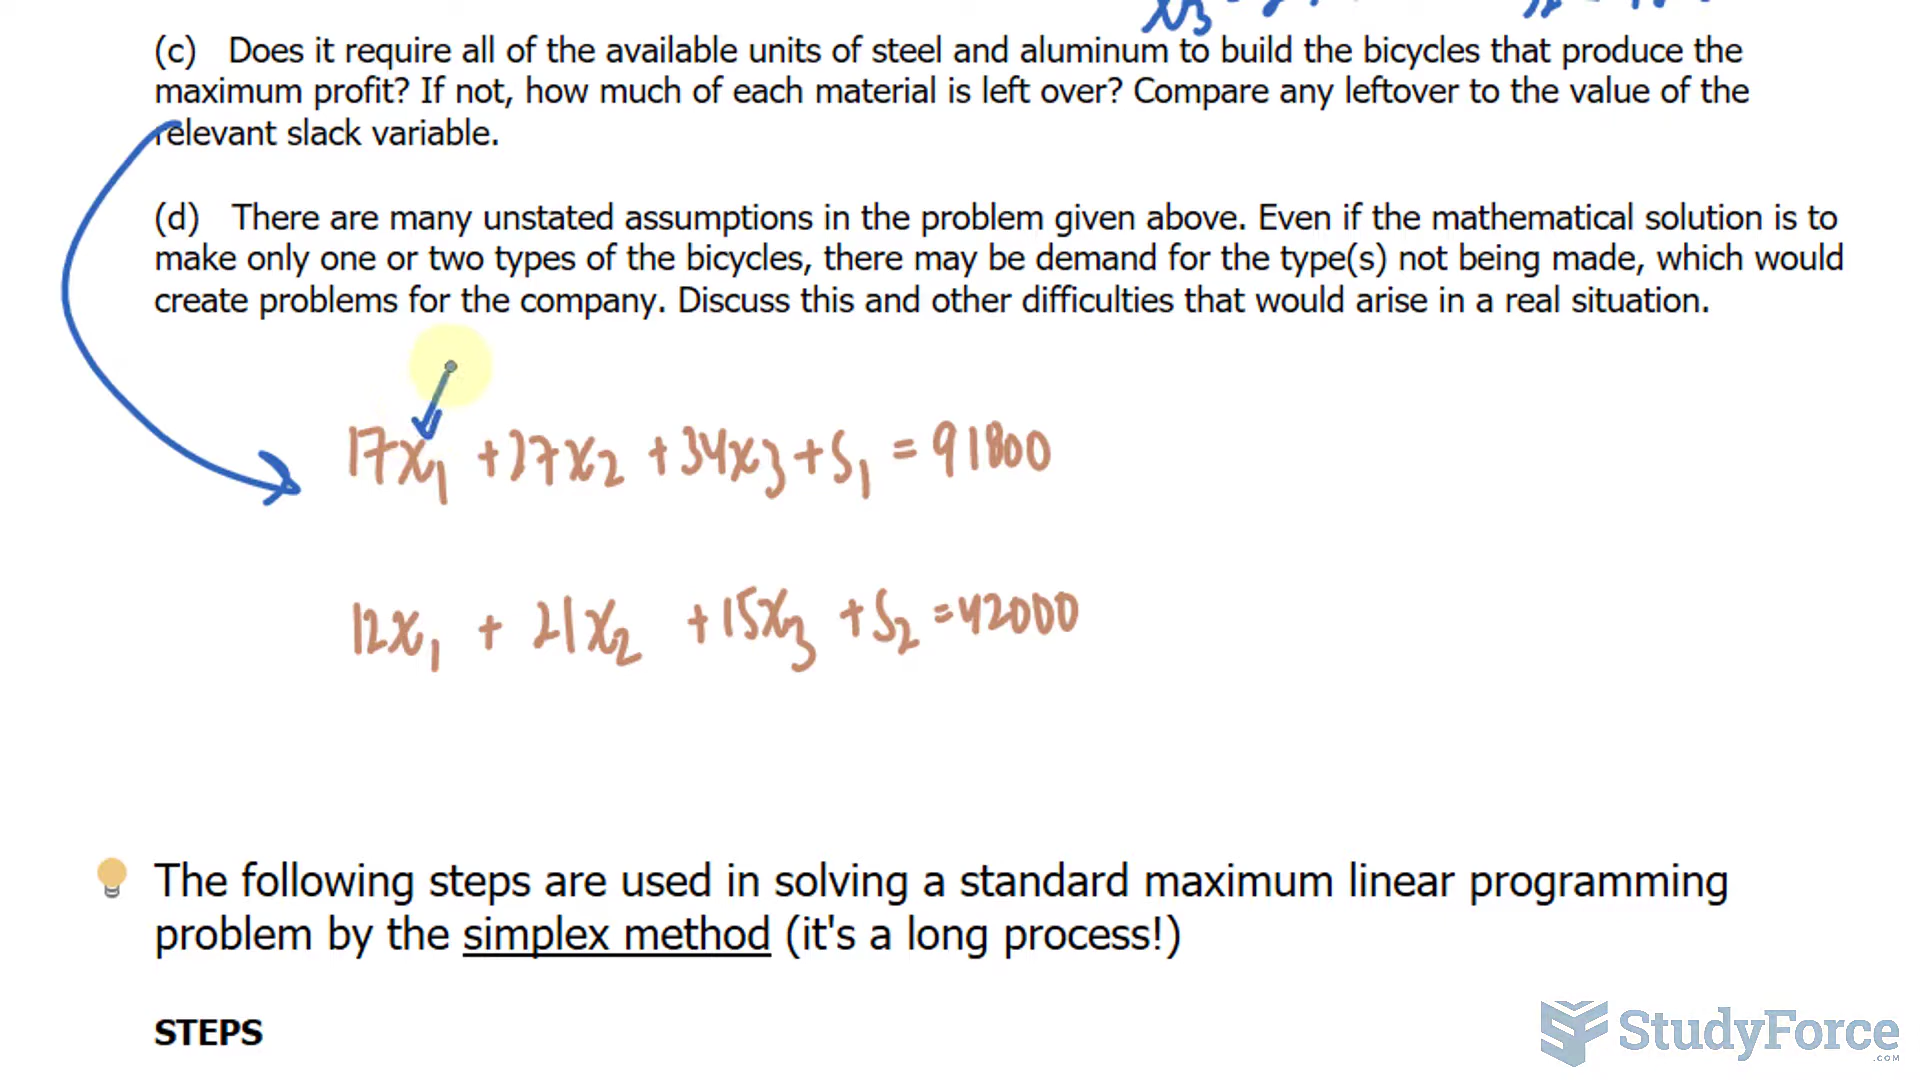 (c) Does it require all of the available units of steel and aluminum to build the bicycles that produce the
maximum profit? If not, how much of each material is left over? Compare any leftover to the value of the
relevant slack variable.
(d) There are many unstated assumptions in the problem given above. Even if the mathematical solution is to
make only one or two types of the bicycles, there may be demand for the type(s) not being made, which would
create problems for the company. Discuss this and other difficulties that would arise in a real situation.
17x₁ + 27x₂ + 34x₃ + S₁ = 91800
12x₁ + 21x₂ + 15x₃ + S₂ = 42000
The following steps are used in solving a standard maximum linear programming
problem by the simplex method (it's a long process!)
STEPS
StudyForce
.COM